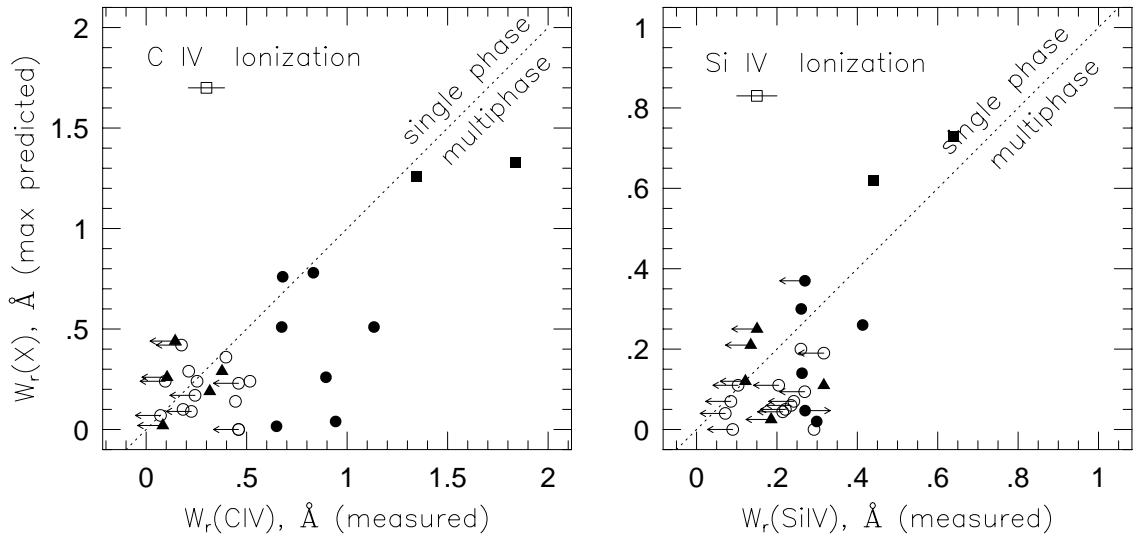 C IV Ionization
single phase
multiphase
2
1.5
1
.5
0
0
.5
1
1.5
2
W_r(X), Å (max predicted)
W_r(CIV), Å (measured)
Si IV Ionization
single phase
multiphase
1
.8
.6
.4
.2
0
0
.2
.4
.6
.8
1
W_r(SiIV), Å (measured)